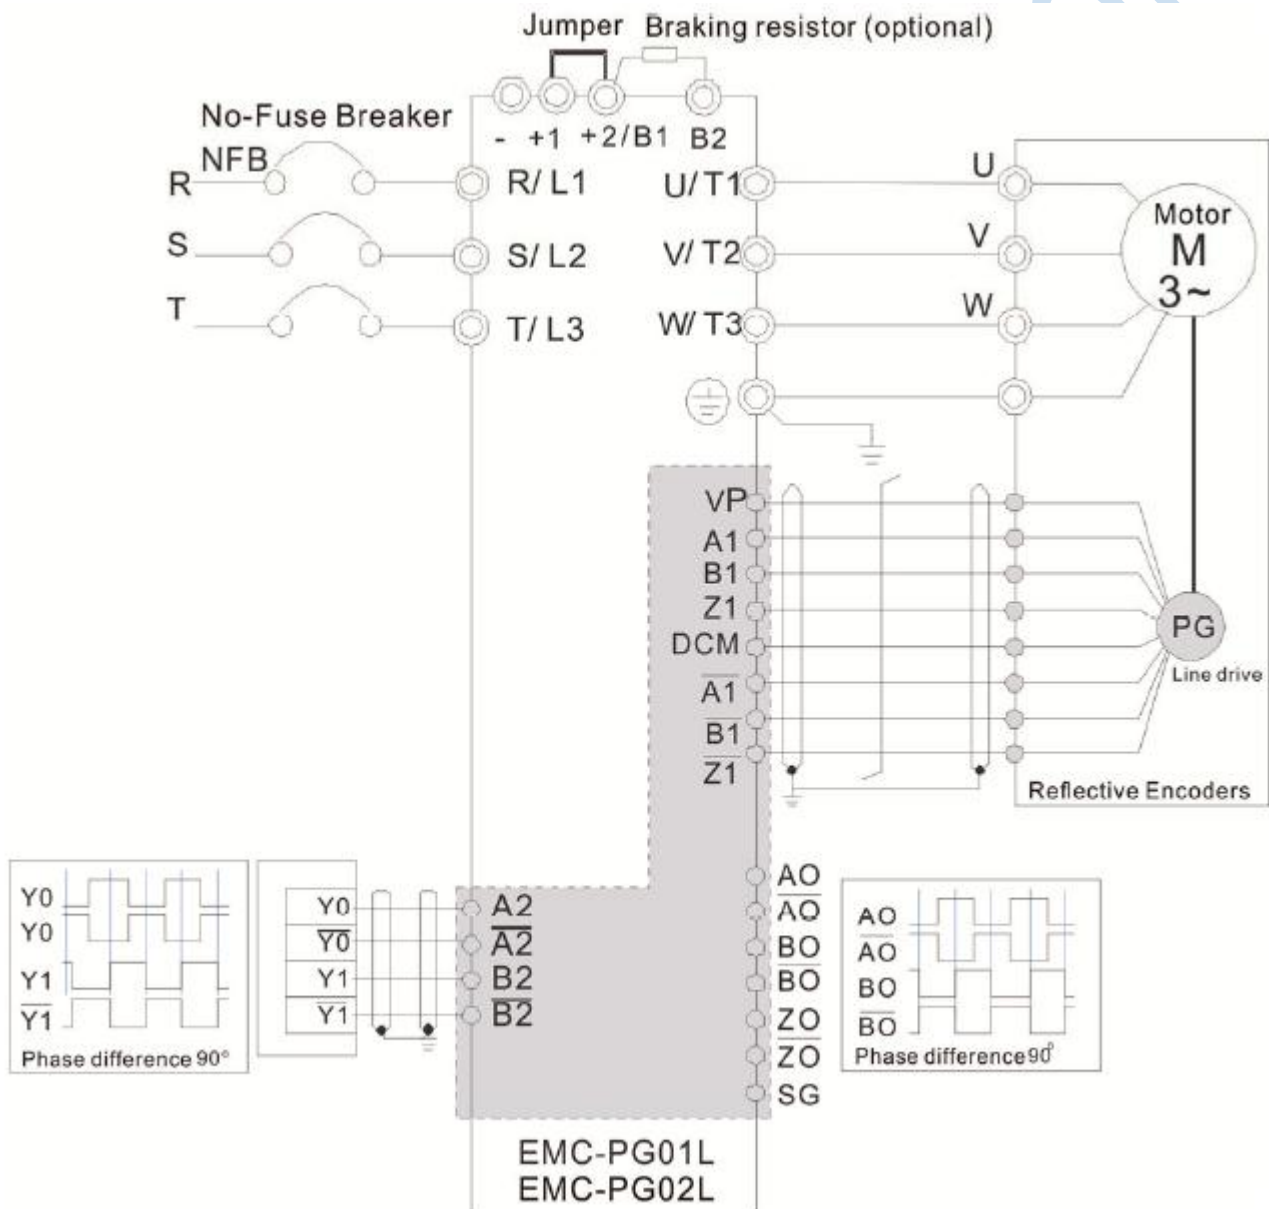 Jumper Braking resistor (optional)
No-Fuse Breaker
- +1 +2/B1 B2
NFB
R
R/ L1
U/ T1
U
S
S/ L2
V/ T2
V
T
T/ L3
W/ T3
W
Motor
M
3~
VP
A1
B1
Z1
DCM
A1
B1
Z1
PG
Line drive
Reflective Encoders
Y0
Y0
Y1
Y1
Phase difference 90°
Y0
Y0
Y1
Y1
A2
A2
B2
B2
AO
AO
BO
BO
ZO
ZO
SG
AO
AO
BO
BO
Phase difference 90°
EMC-PG01L
EMC-PG02L